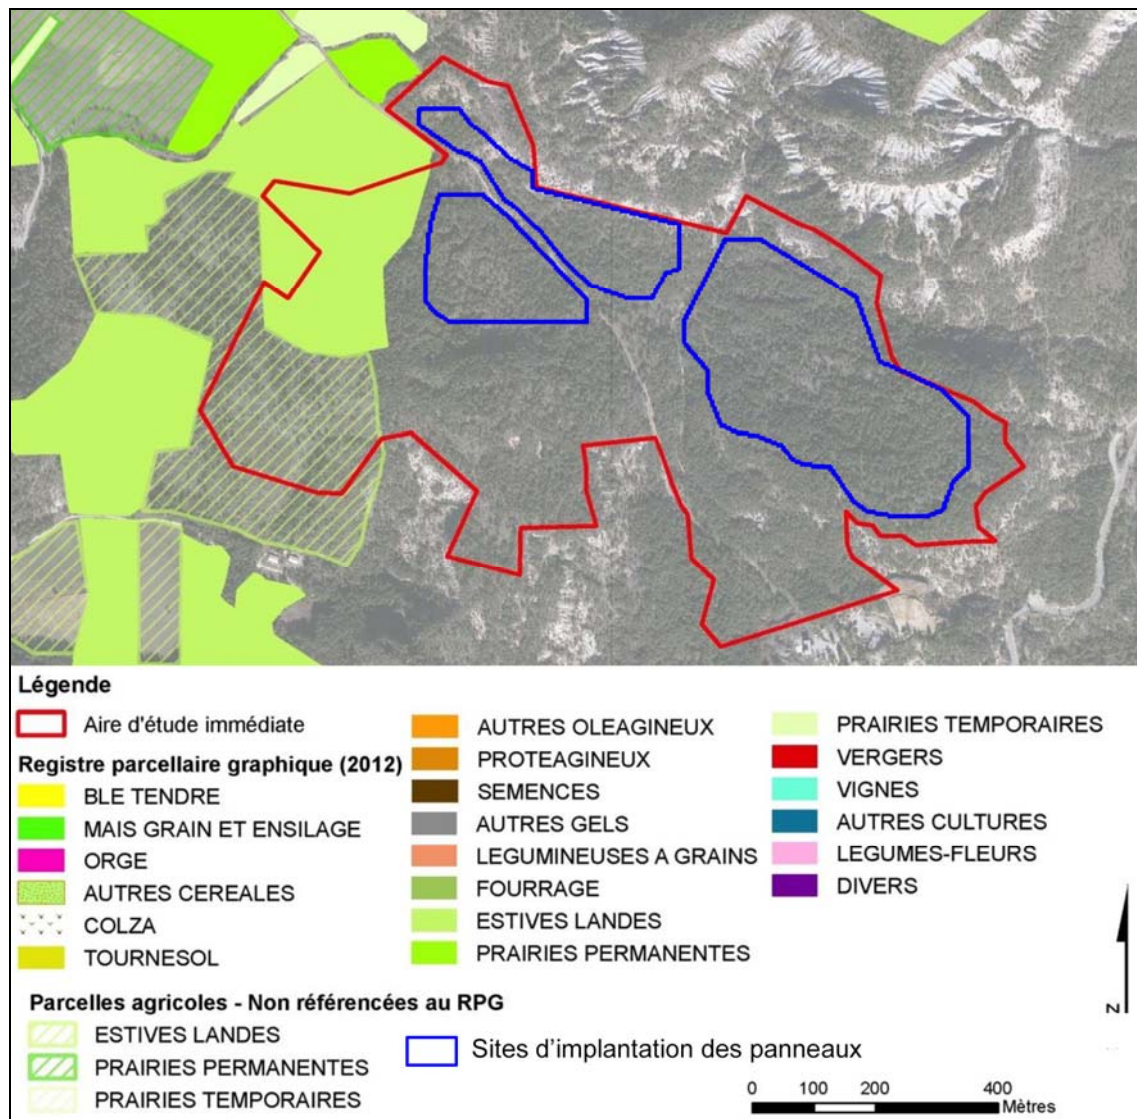 Légende
Aire d'étude immédiate
Registre parcellaire graphique (2012)
BLE TENDRE
MAIS GRAIN ET ENSILAGE
ORGE
AUTRES CEREALES
COLZA
TOURNESOL
AUTRES OLEAGINEUX
PROTEAGINEUX
SEMENCES
AUTRES GELS
LEGUMINEUSES A GRAINS
FOURRAGE
ESTIVES LANDES
PRAIRIES PERMANENTES
PRAIRIES TEMPORAIRES
VERGERS
VIGNES
AUTRES CULTURES
LEGUMES-FLEURS
DIVERS
Parcelles agricoles - Non référencées au RPG
ESTIVES LANDES
PRAIRIES PERMANENTES
PRAIRIES TEMPORAIRES
Sites d'implantation des panneaux
N
0 100 200 400
Mètres